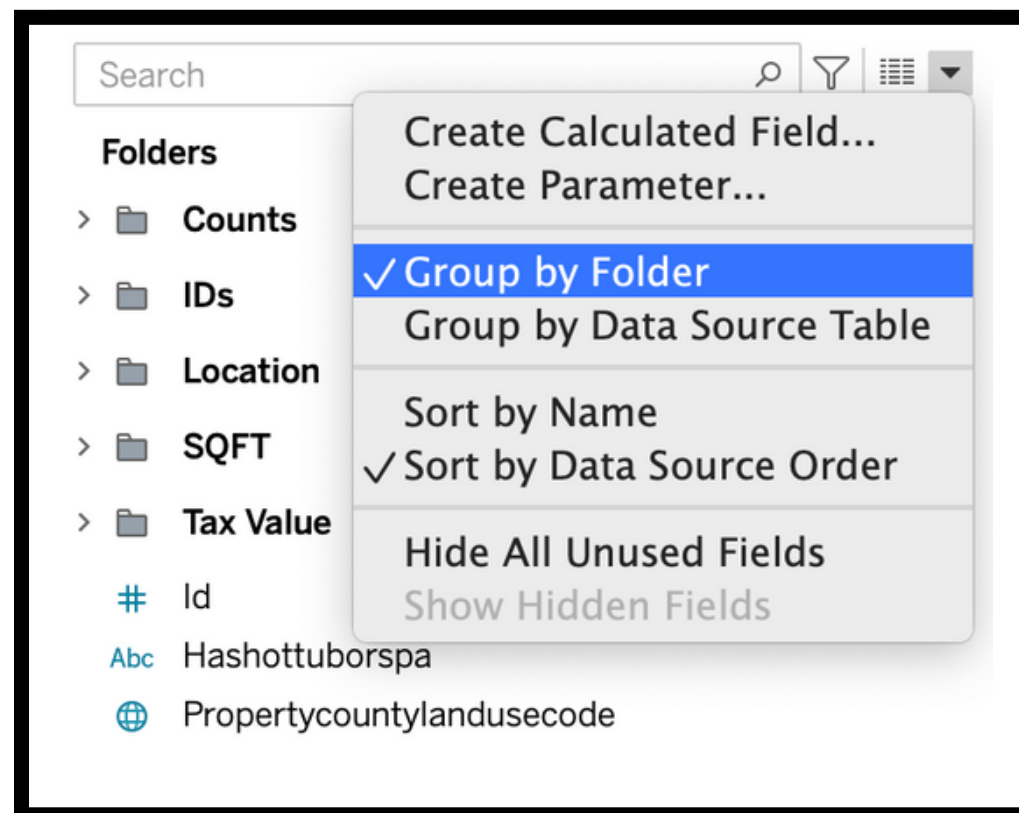 Search
Folders
Counts
IDs
Location
SQFT
Tax Value
# Id
Abc Hashottuborspa
Propertycountylandusecode
Create Calculated Field...
Create Parameter...
✓ Group by Folder
Group by Data Source Table
Sort by Name
✓ Sort by Data Source Order
Hide All Unused Fields
Show Hidden Fields